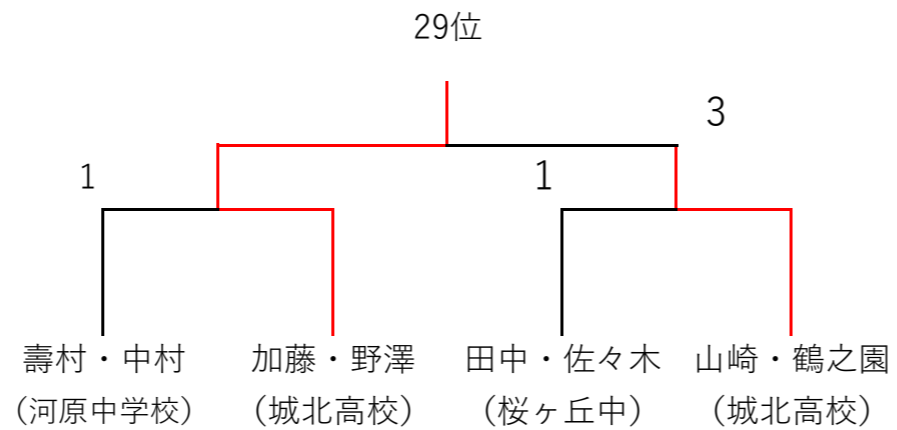 29位
3
1
1
壽村・中村
加藤・野澤
田中・佐々木
山崎・鶴之園
（河原中学校）
（城北高校）
（桜ヶ丘中）
（城北高校）